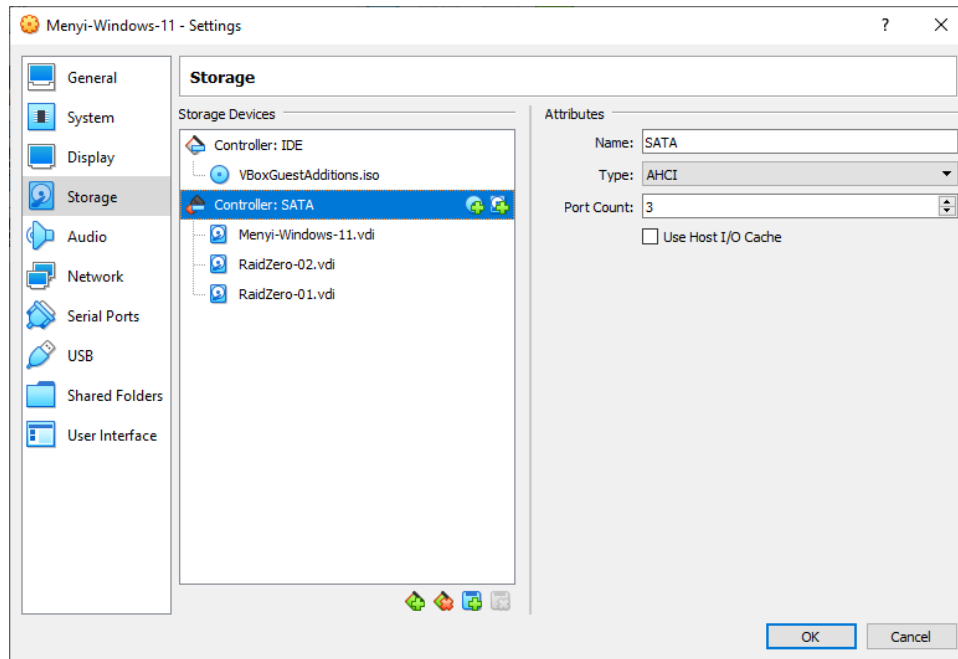 Menyi-Windows-11 - Settings
General
System
Display
Storage
Audio
Network
Serial Ports
USB
Shared Folders
User Interface
Storage
Storage Devices
Controller: IDE
VBoxGuestAdditions.iso
Controller: SATA
Menyi-Windows-11.vdi
RaidZero-02.vdi
RaidZero-01.vdi
Attributes
Name: SATA
Type: AHCI
Port Count: 3
Use Host I/O Cache
OK Cancel